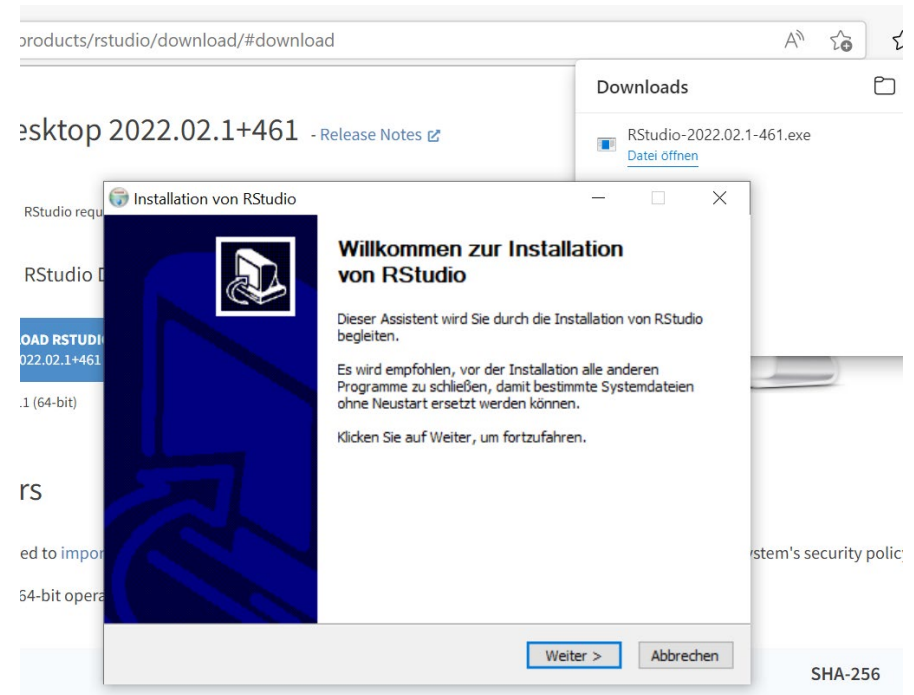 products/rstudio/download/#download
Downloads
esktop 2022.02.1+461 - Release Notes
RStudio-2022.02.1-461.exe
Datei öffnen
RStudio requ
RStudio D
OAD RSTUDI
022.02.1+461
.1 (64-bit)
rs
ed to impor
ystem's security polic
64-bit opera
SHA-256
Installation von RStudio
Willkommen zur Installation
von RStudio
Dieser Assistent wird Sie durch die Installation von RStudio
begleiten.
Es wird empfohlen, vor der Installation alle anderen
Programme zu schließen, damit bestimmte Systemdateien
ohne Neustart ersetzt werden können.
Klicken Sie auf Weiter, um fortzufahren.
Weiter >
Abbrechen